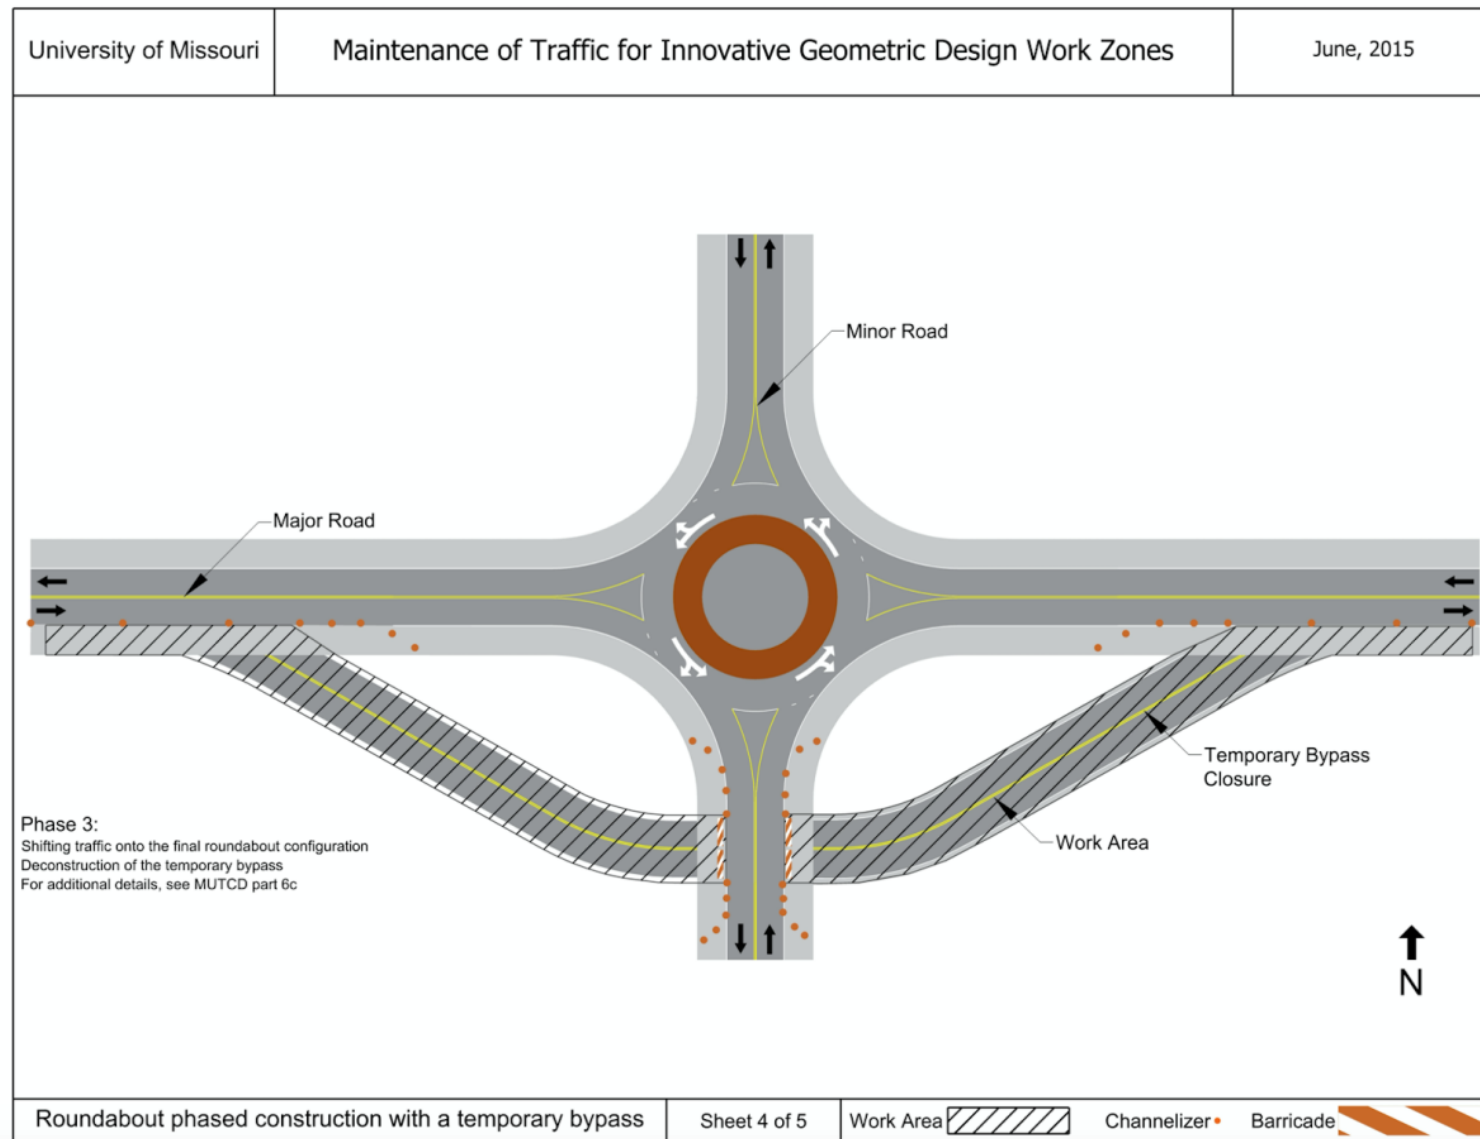 University of Missouri
Maintenance of Traffic for Innovative Geometric Design Work Zones
June, 2015
Minor Road
Major Road
Temporary Bypass
Closure
Work Area
Phase 3:
Shifting traffic onto the final roundabout configuration
Deconstruction of the temporary bypass
For additional details, see MUTCD part 6c
N
Roundabout phased construction with a temporary bypass
Sheet 4 of 5
Work Area
Channelizer
Barricade